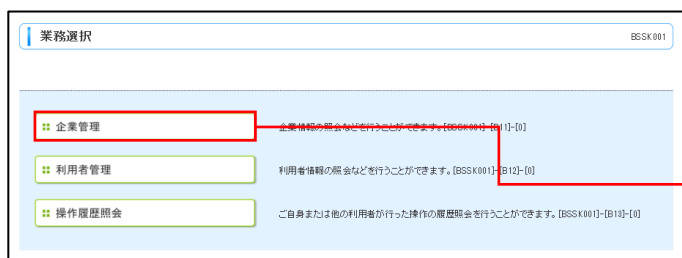 業務選択
BSSK001
企業管理
企業情報の照会などを行うことができます。[BSSK001]-[B11]-[0]
利用者管理
利用者情報の照会などを行うことができます。[BSSK001]-[B12]-[0]
操作履歴照会
ご自身または他の利用者が行った操作の履歴照会を行うことができます。[BSSK001]-[B13]-[0]